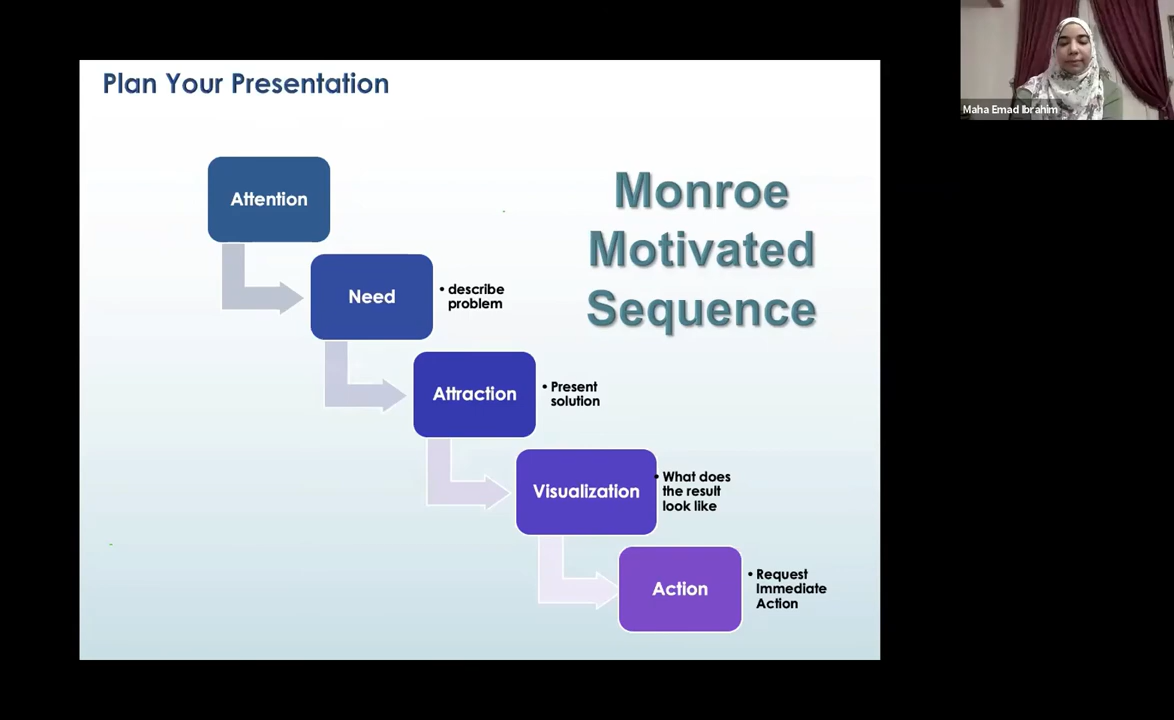 Plan Your Presentation
Maha Emad Ibrahim
Attention
Monroe
Motivated
Sequence
Need
• describe
problem
Attraction
• Present
solution
Visualization
• What does
the result
look like
Action
• Request
Immediate
Action